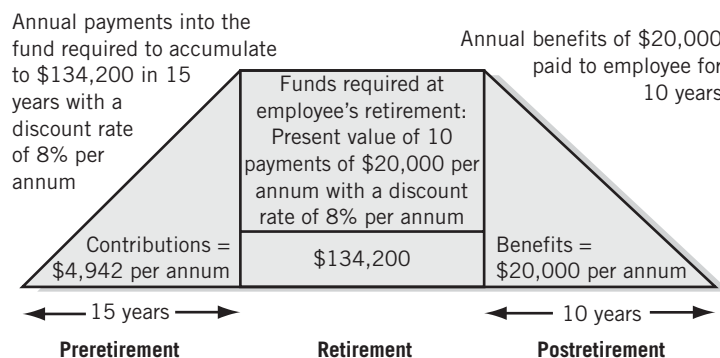 Annual payments into the
fund required to accumulate
to $134,200 in 15
years with a
discount rate
of 8% per
annum
Annual benefits of $20,000
paid to employee for
10 years
Funds required at
employee's retirement:
Present value of 10
payments of $20,000 per
annum with a discount
rate of 8% per annum
Contributions =
$4,942 per annum
$134,200
Benefits =
$20,000 per annum
15 years
10 years
Preretirement
Retirement
Postretirement